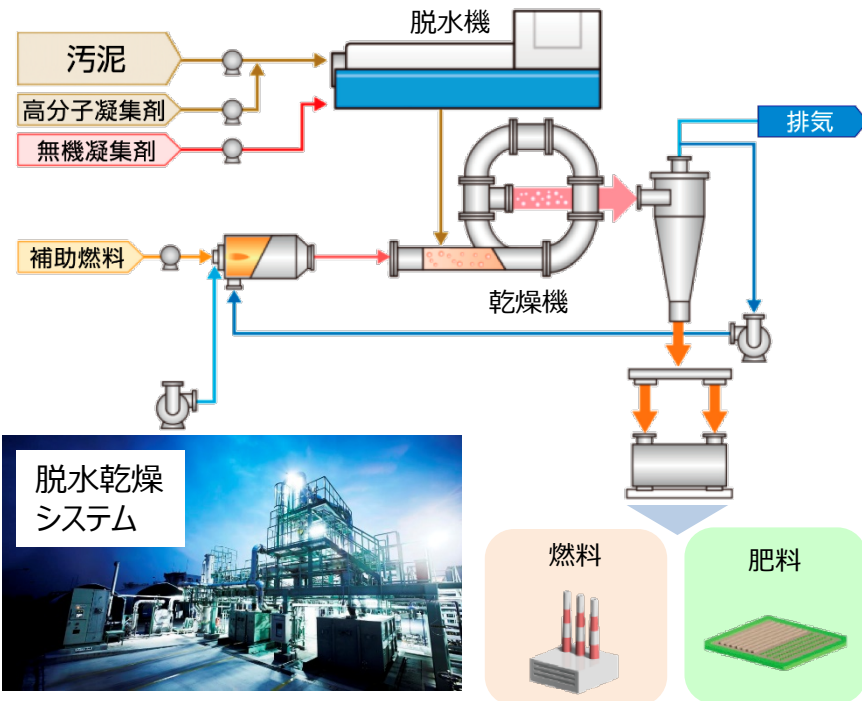 脱水機
汚泥
高分子凝集剤
無機凝集剤
排気
補助燃料
乾燥機
脱水乾燥
システム
燃料
肥料